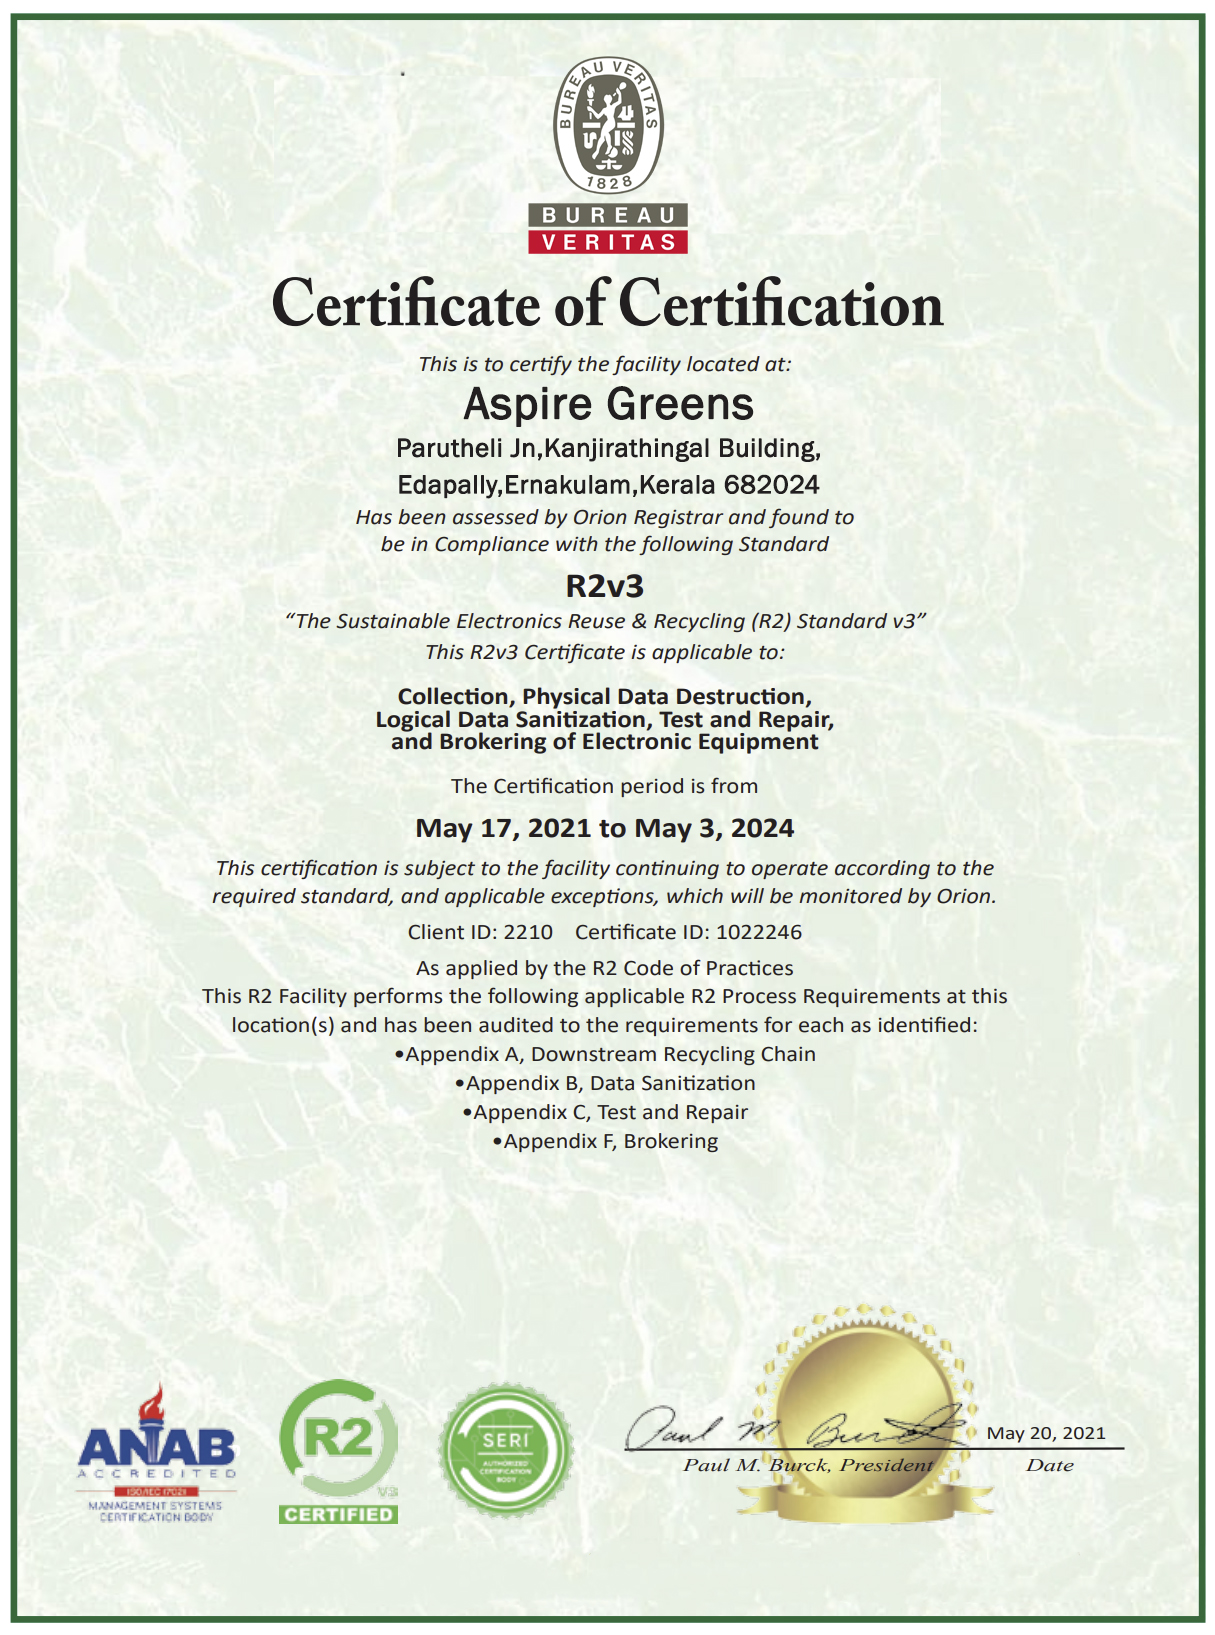 BUREAU VERITAS
1828
BUREAU
VERITAS
Certificate of Certification
This is to certify the facility located at:
Aspire Greens
Parutheli Jn,Kanjirathingal Building,
Edapally,Ernakulam,Kerala 682024
Has been assessed by Orion Registrar and found to
be in Compliance with the following Standard
R2v3
“The Sustainable Electronics Reuse & Recycling (R2) Standard v3”
This R2v3 Certificate is applicable to:
Collection, Physical Data Destruction,
Logical Data Sanitization, Test and Repair,
and Brokering of Electronic Equipment
The Certification period is from
May 17, 2021 to May 3, 2024
This certification is subject to the facility continuing to operate according to the
required standard, and applicable exceptions, which will be monitored by Orion.
Client ID: 2210 Certificate ID: 1022246
As applied by the R2 Code of Practices
This R2 Facility performs the following applicable R2 Process Requirements at this
location(s) and has been audited to the requirements for each as identified:
•Appendix A, Downstream Recycling Chain
•Appendix B, Data Sanitization
•Appendix C, Test and Repair
•Appendix F, Brokering
ANAB
ACCREDITED
ISO/IEC 17021
MANAGEMENT SYSTEMS
CERTIFICATION BODY
R2
V3
CERTIFIED
SERI
AUTHORIZED
CERTIFICATION
BODY
Paul M Burck
May 20, 2021
Paul M. Burck, President
Date